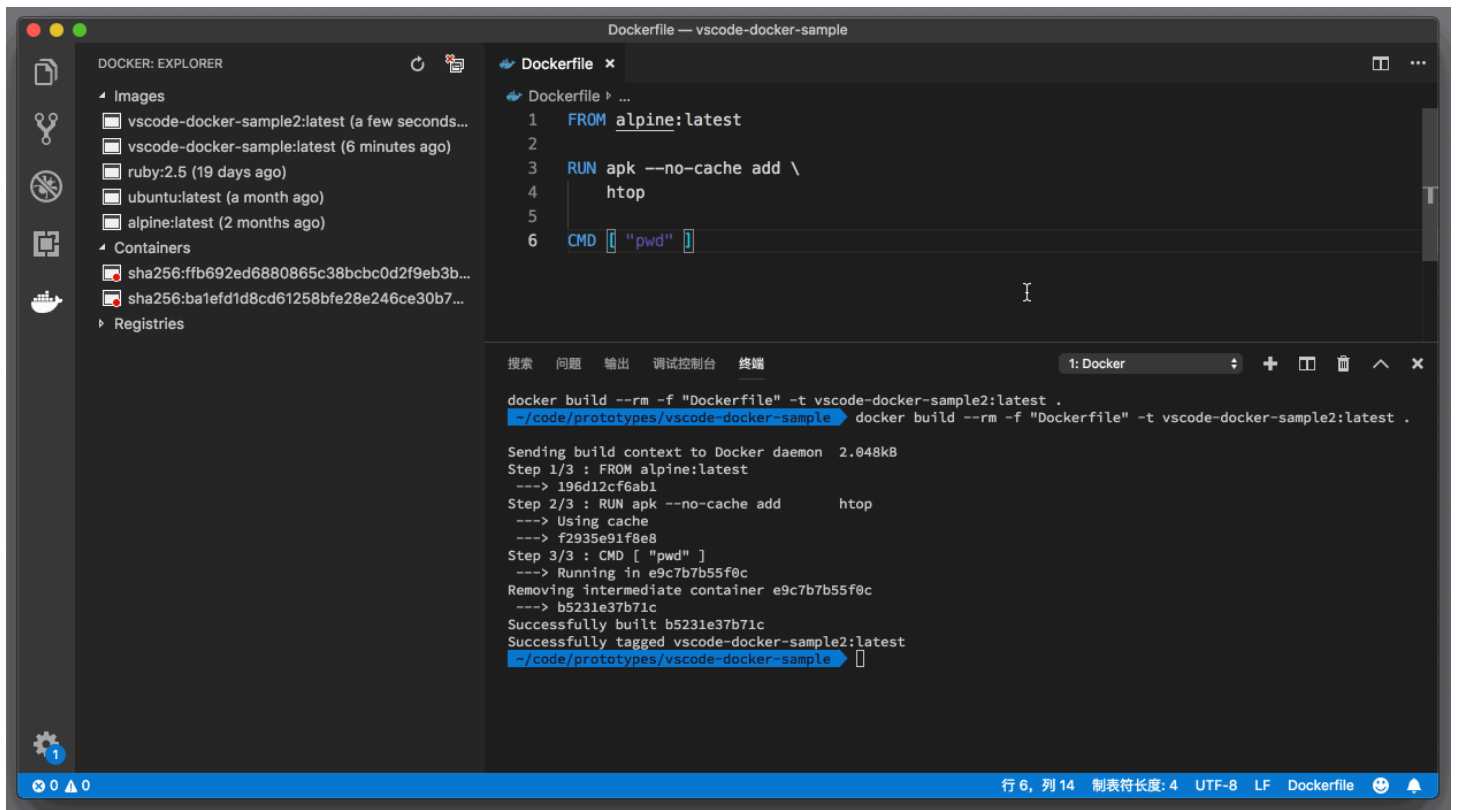 Dockerfile — vscode-docker-sample
DOCKER: EXPLORER
Images
vscode-docker-sample2:latest (a few seconds...
vscode-docker-sample:latest (6 minutes ago)
ruby:2.5 (19 days ago)
ubuntu:latest (a month ago)
alpine:latest (2 months ago)
Containers
sha256:ffb692ed6880865c38bcbc0d2f9eb3b...
sha256:ba1efd1d8cd61258bfe28e246ce30b7...
Registries
1
Dockerfile ×
Dockerfile ...
1 FROM alpine:latest
2
3 RUN apk --no-cache add \
4 htop
5
6 CMD [ "pwd" ]
搜索 问题 输出 调试控制台 终端 1: Docker
docker build --rm -f "Dockerfile" -t vscode-docker-sample2:latest .
~/code/prototypes/vscode-docker-sample docker build --rm -f "Dockerfile" -t vscode-docker-sample2:latest .
Sending build context to Docker daemon 2.048kB
Step 1/3 : FROM alpine:latest
---> 196d12cf6ab1
Step 2/3 : RUN apk --no-cache add htop
---> Using cache
---> f2935e91f8e8
Step 3/3 : CMD [ "pwd" ]
---> Running in e9c7b7b55f0c
Removing intermediate container e9c7b7b55f0c
---> b5231e37b71c
Successfully built b5231e37b71c
Successfully tagged vscode-docker-sample2:latest
~/code/prototypes/vscode-docker-sample
0 0 行 6，列 14 制表符长度: 4 UTF-8 LF Dockerfile